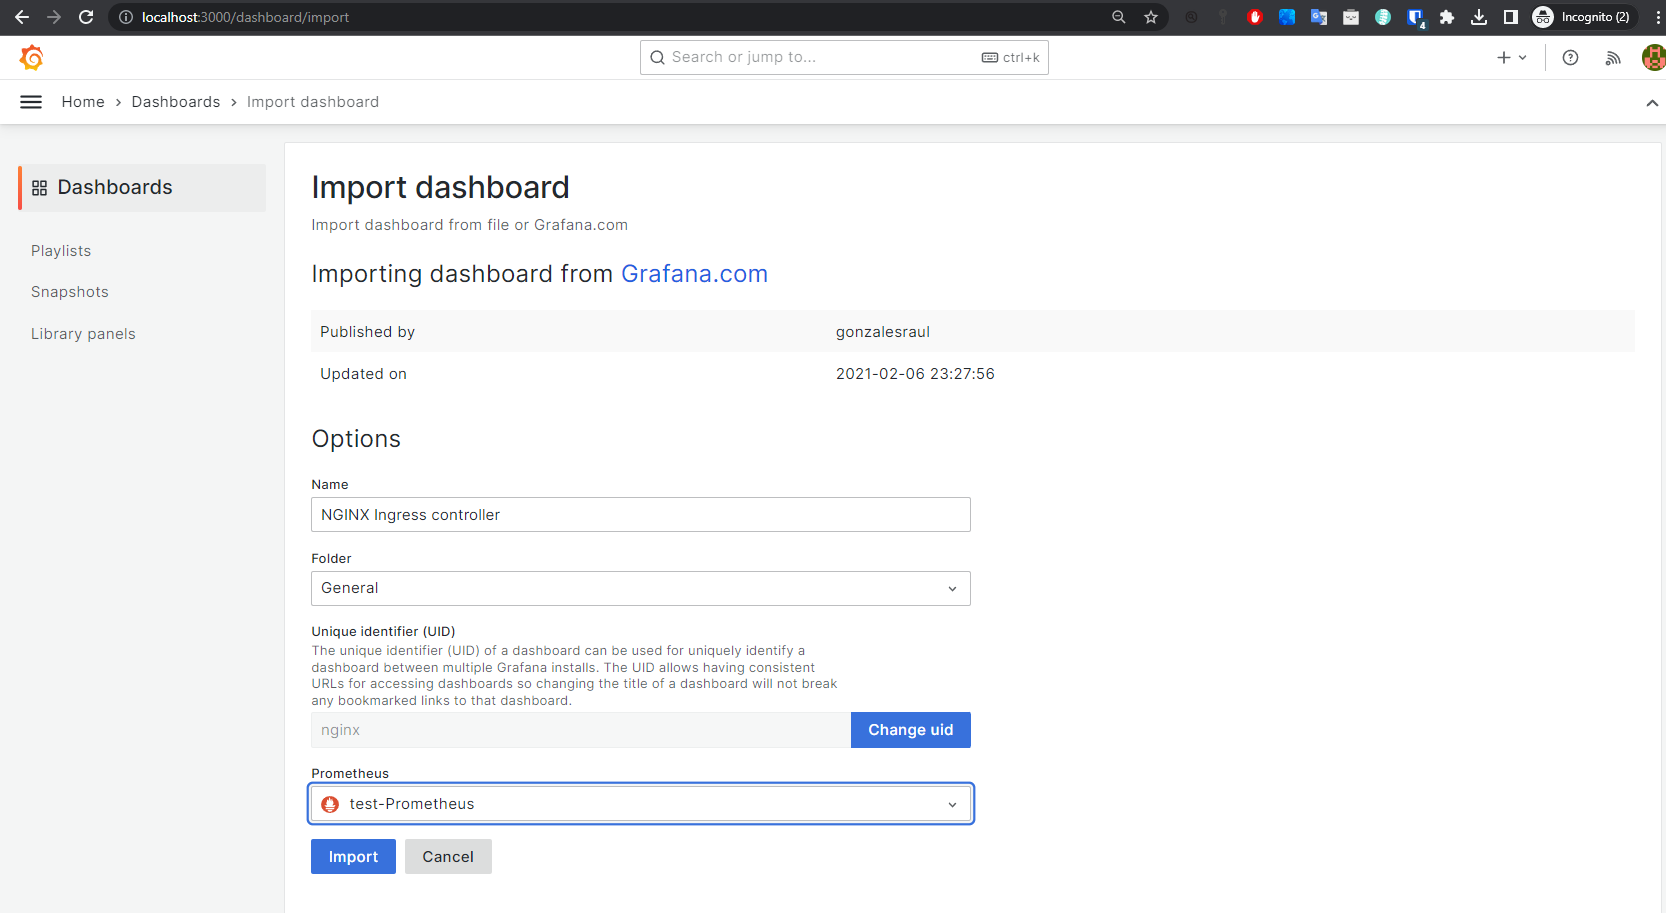 localhost:3000/dashboard/import
4
Incognito (2)
Search or jump to...
ctrl+k
Home › Dashboards › Import dashboard
Dashboards
Playlists
Snapshots
Library panels
Import dashboard
Import dashboard from file or Grafana.com
Importing dashboard from Grafana.com
Published by gonzalesraul
Updated on 2021-02-06 23:27:56
Options
Name
NGINX Ingress controller
Folder
General
Unique identifier (UID)
The unique identifier (UID) of a dashboard can be used for uniquely identify a
dashboard between multiple Grafana installs. The UID allows having consistent
URLs for accessing dashboards so changing the title of a dashboard will not break
any bookmarked links to that dashboard.
nginx
Change uid
Prometheus
test-Prometheus
Import
Cancel